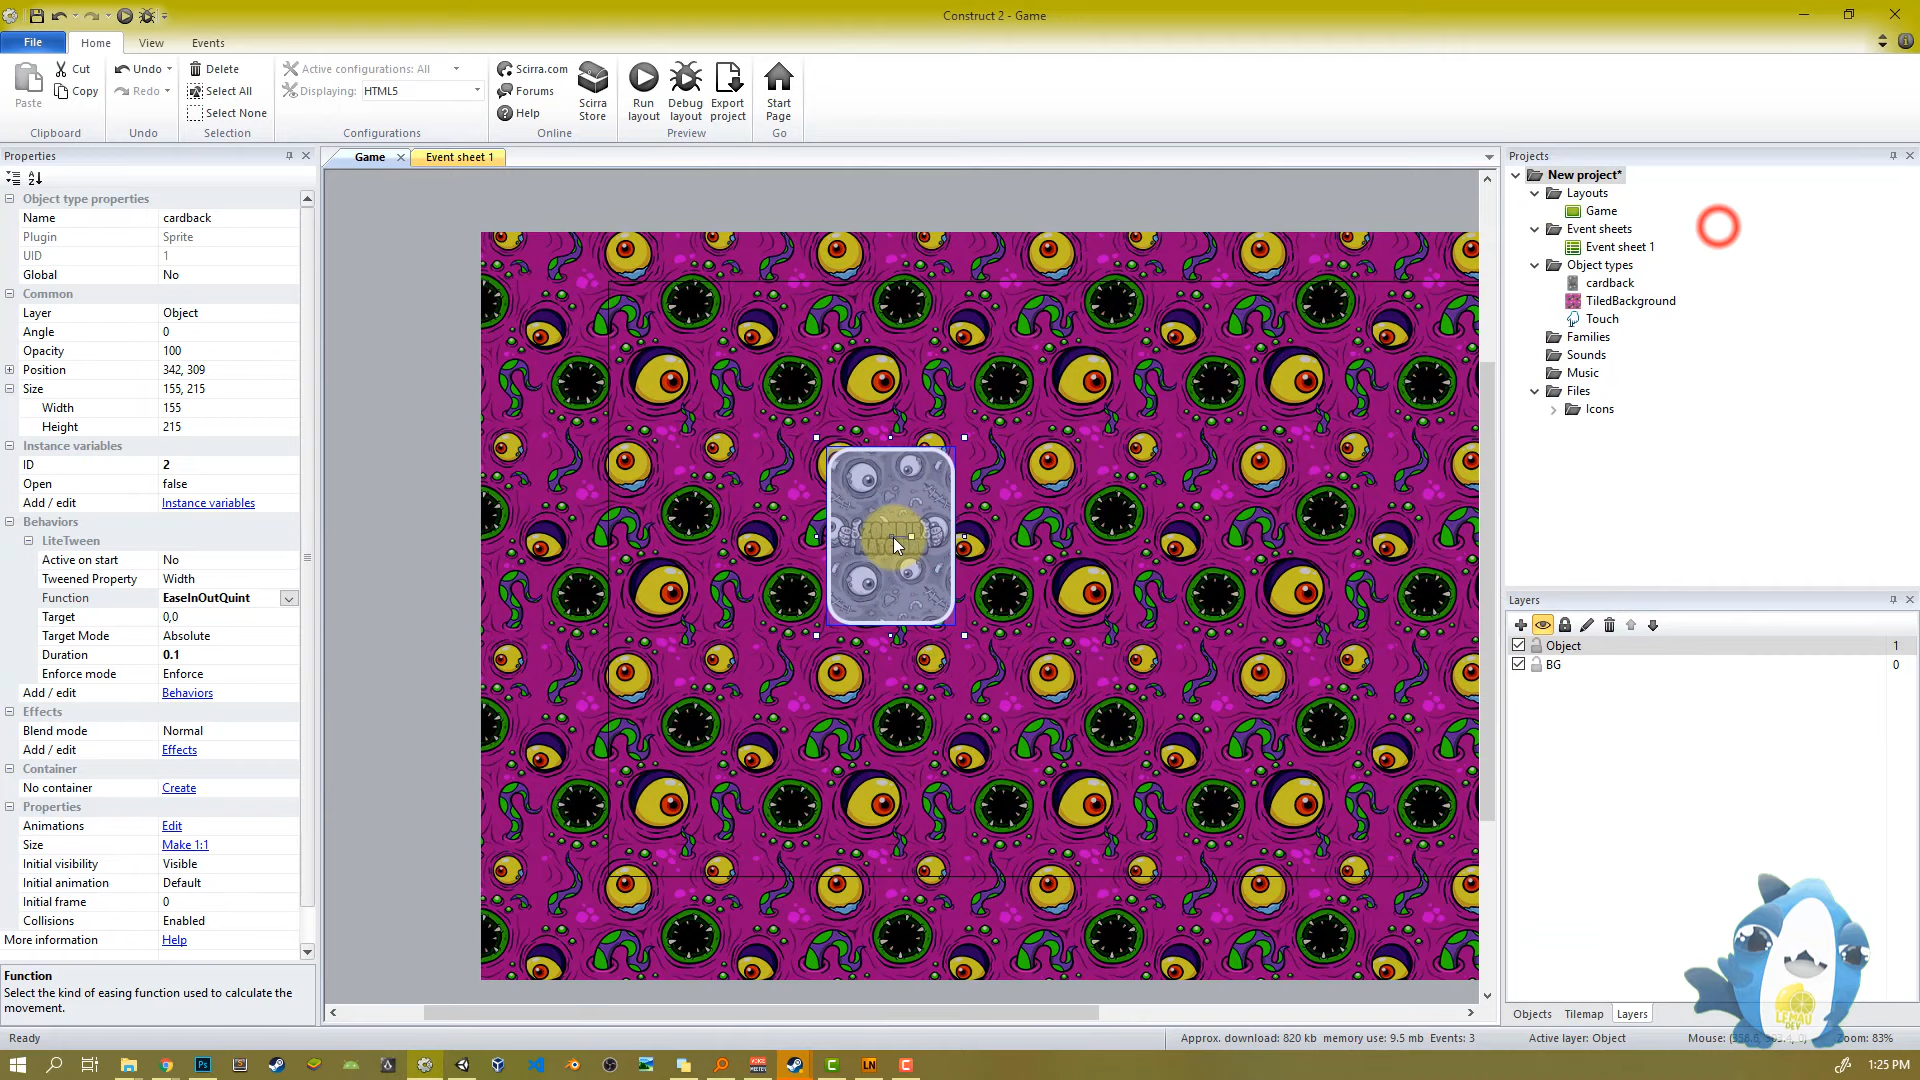 Construct 2 - Game
File Home View Events
Paste
Cut
Copy
Clipboard
Undo
Redo
Undo
Delete
Select All
Select None
Selection
Active configurations: All
Displaying: HTML5
Configurations
Scirra.com
Forums
Help
Scirra Store
Online
Run layout
Debug layout
Export project
Preview
Start Page
Go
Properties
Object type properties
Name cardback
Plugin Sprite
UID 1
Global No
Common
Layer Object
Angle 0
Opacity 100
Position 342, 309
Size 155, 215
Width 155
Height 215
Instance variables
ID 2
Open false
Add / edit Instance variables
Behaviors
LiteTween
Active on start No
Tweened Property Width
Function EaseInOutQuint
Target 0,0
Target Mode Absolute
Duration 0.1
Enforce mode Enforce
Add / edit Behaviors
Effects
Blend mode Normal
Add / edit Effects
Container
No container Create
Properties
Animations Edit
Size Make 1:1
Initial visibility Visible
Initial animation Default
Initial frame 0
Collisions Enabled
More information Help
Function
Select the kind of easing function used to calculate the
movement.
Game Event sheet 1
Projects
New project*
Layouts
Game
Event sheets
Event sheet 1
Object types
cardback
TiledBackground
Touch
Families
Sounds
Music
Files
Icons
Layers
Object 1
BG 0
Objects Tilemap Layers
LEMAU
DEV
Ready
Approx. download: 820 kb memory use: 9.5 mb Events: 3
Active layer: Object
Mouse:
Zoom: 83%
1:25 PM